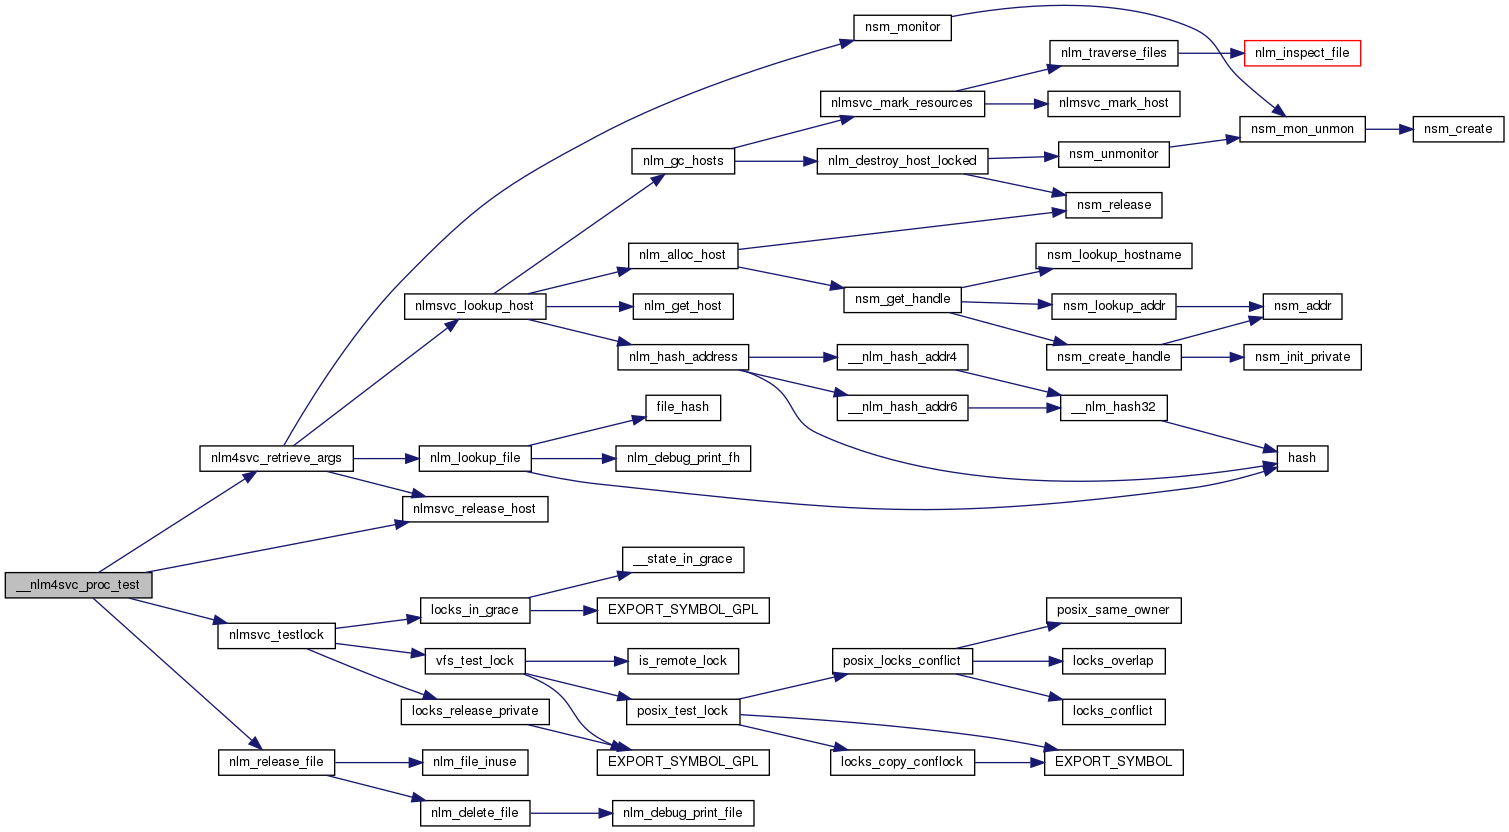 nsm_monitor
nlm_traverse_files
nlm_inspect_file
nlmsvc_mark_resources
nlmsvc_mark_host
nsm_mon_unmon
nsm_create
nlm_gc_hosts
nlm_destroy_host_locked
nsm_unmonitor
nsm_release
nlm_alloc_host
nsm_lookup_hostname
nlmsvc_lookup_host
nlm_get_host
nsm_get_handle
nsm_lookup_addr
nsm_addr
nlm_hash_address
__nlm_hash_addr4
nsm_create_handle
nsm_init_private
file_hash
__nlm_hash_addr6
__nlm_hash32
nlm4svc_retrieve_args
nlm_lookup_file
nlm_debug_print_fh
hash
nlmsvc_release_host
__state_in_grace
__nlm4svc_proc_test
locks_in_grace
EXPORT_SYMBOL_GPL
posix_same_owner
nlmsvc_testlock
vfs_test_lock
is_remote_lock
posix_locks_conflict
locks_overlap
locks_release_private
posix_test_lock
locks_conflict
nlm_release_file
nlm_file_inuse
EXPORT_SYMBOL_GPL
locks_copy_conflock
EXPORT_SYMBOL
nlm_delete_file
nlm_debug_print_file